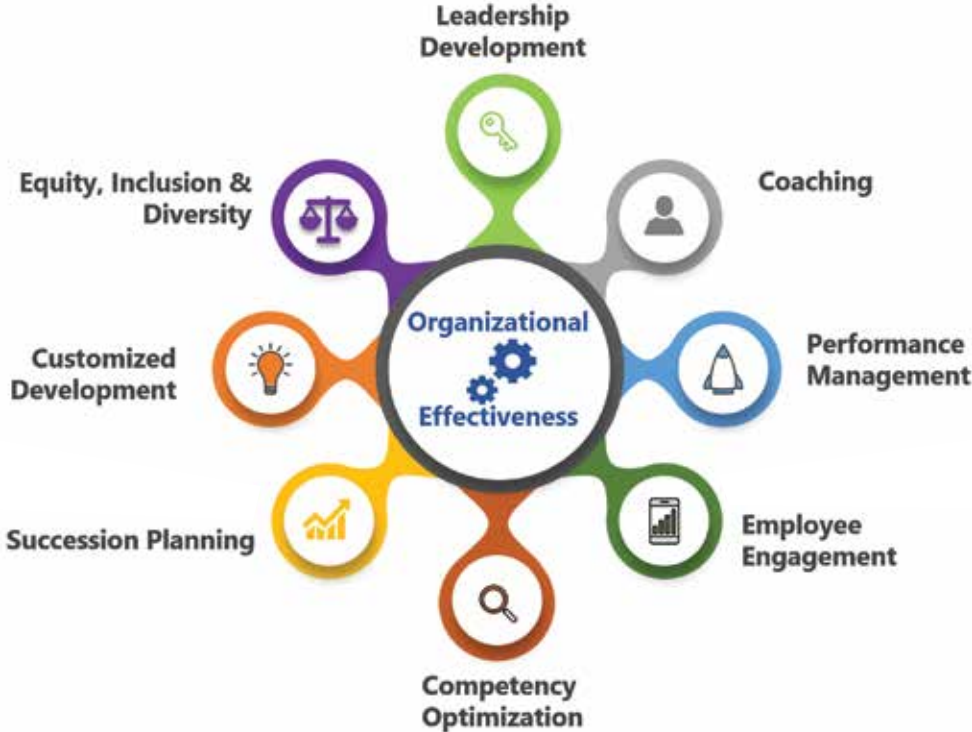 Leadership
Development
Equity, Inclusion &
Diversity
Coaching
Organizational
Effectiveness
Customized
Development
Performance
Management
Succession Planning
Employee
Engagement
Competency
Optimization